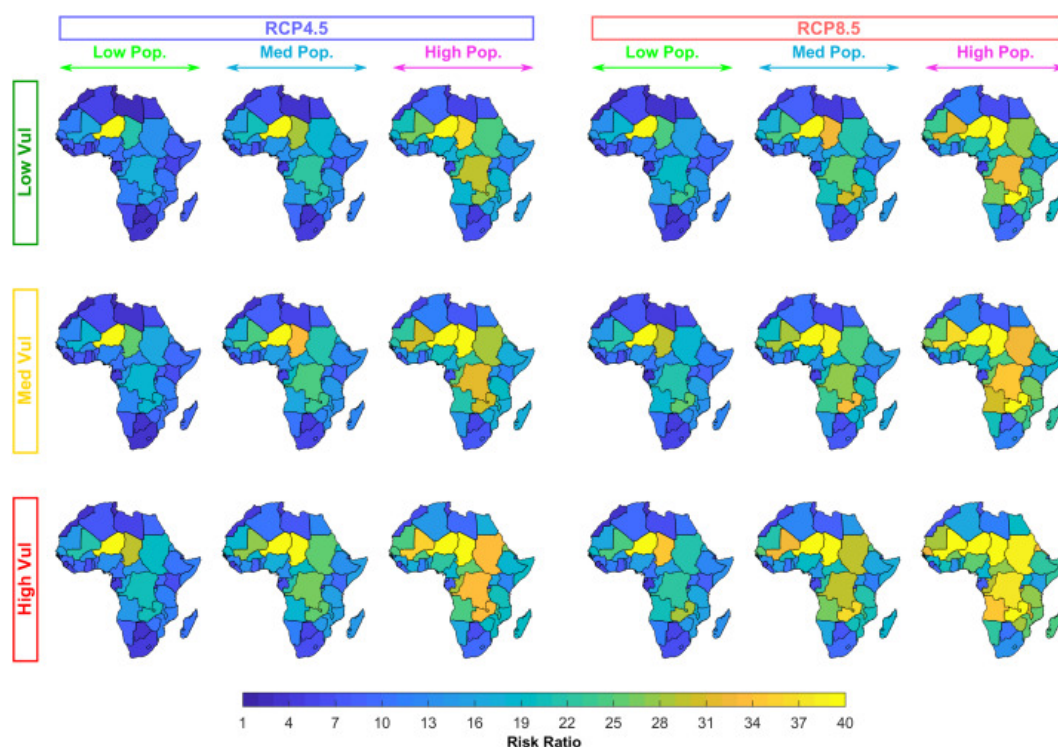 RCP4.5 RCP8.5
Low Pop. Med Pop. High Pop. Low Pop. Med Pop. High Pop.
Low Vul
Med Vul
High Vul
1 4 7 10 13 16 19 22 25 28 31 34 37 40
Risk Ratio